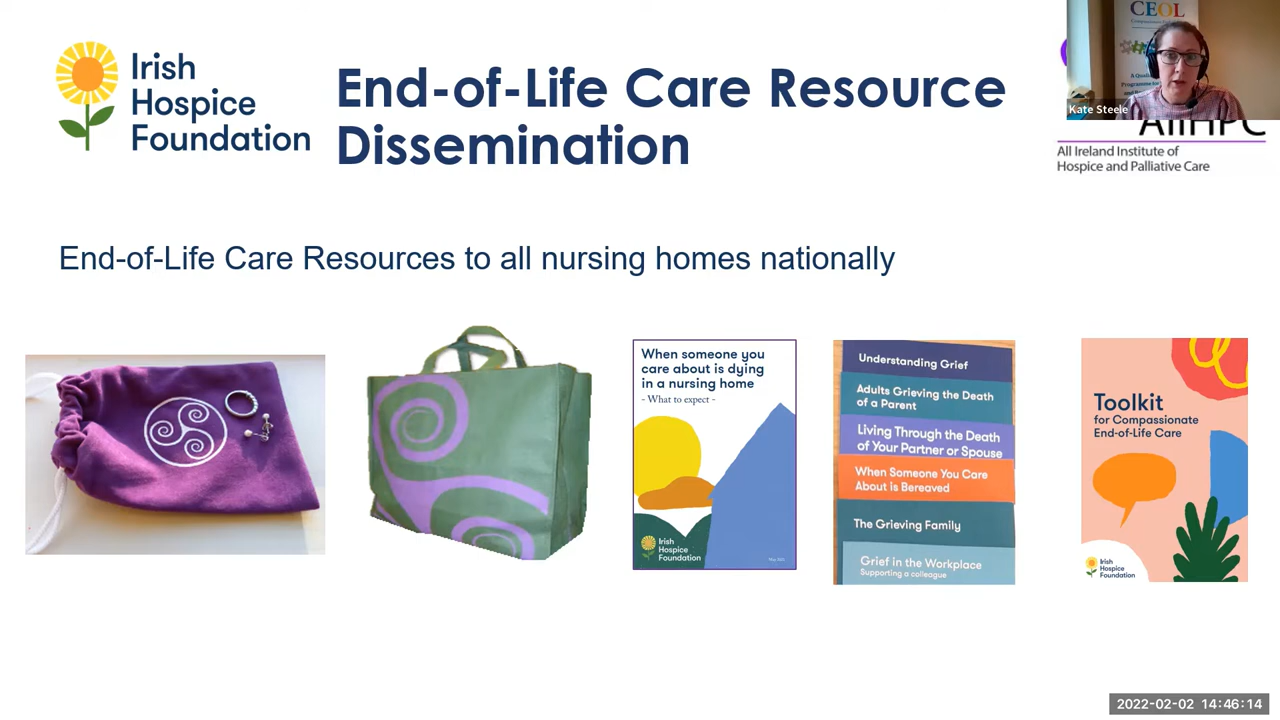 Irish
Hospice
Foundation
End-of-Life Care Resource
Dissemination
CEOL
Kate Steele
AIIHPC
All Ireland Institute of
Hospice and Palliative Care
End-of-Life Care Resources to all nursing homes nationally
When someone you
care about is dying
in a nursing home
- What to expect -
Irish
Hospice
Foundation
Understanding Grief
Adults Grieving the Death
of a Parent
Living Through the Death
of Your Partner or Spouse
When Someone You Care
About is Bereaved
The Grieving Family
Grief in the Workplace
Supporting a colleague
Toolkit
for Compassionate
End-of-Life Care
Irish
Hospice
Foundation
2022-02-02 14:46:14